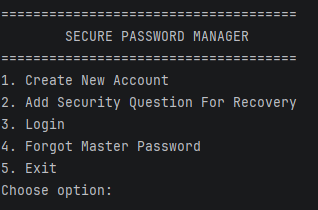 =====================================
SECURE PASSWORD MANAGER
=====================================
1. Create New Account
2. Add Security Question For Recovery
3. Login
4. Forgot Master Password
5. Exit
Choose option: